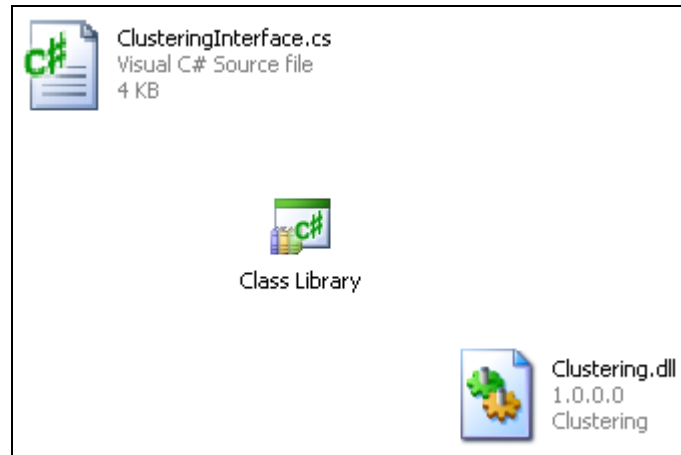 C#
ClusteringInterface.cs
Visual C# Source file
4 KB
C#
Class Library
Clustering.dll
1.0.0.0
Clustering